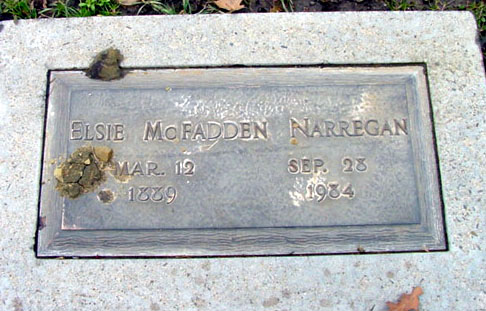 ELSIE MCFADDEN NARREGAN
MAR. 12 SEP. 28
1889 1984